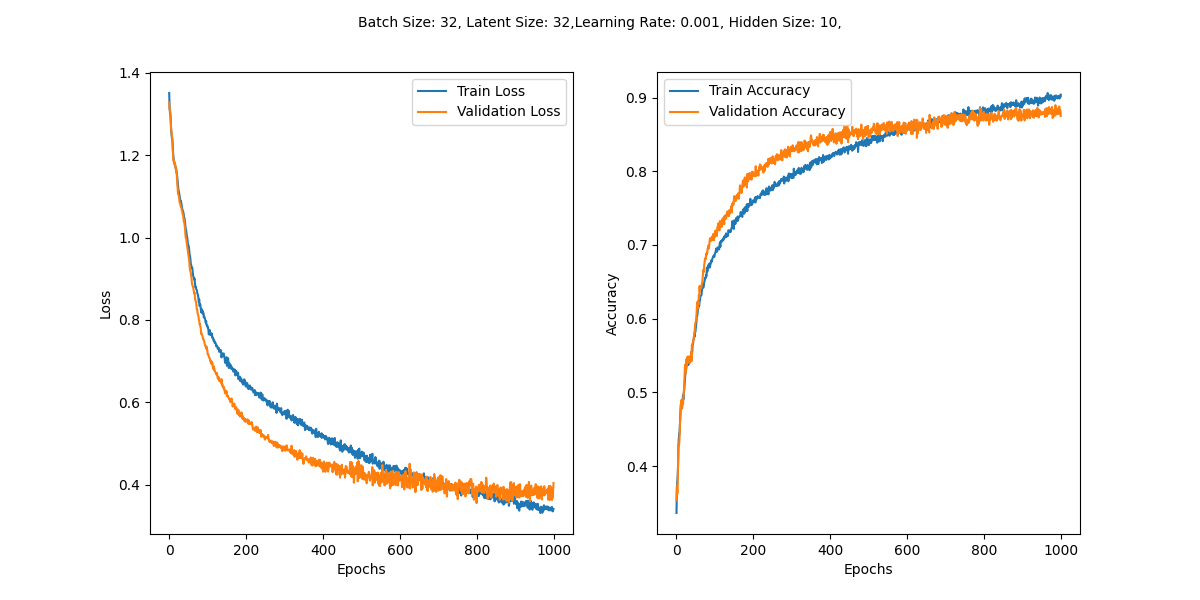 Batch Size: 32, Latent Size: 32,Learning Rate: 0.001, Hidden Size: 10,
1.4
1.2
1.0
0.8
0.6
0.4
Loss
Train Loss
Validation Loss
0 200 400 600 800 1000
Epochs
0.9
0.8
0.7
0.6
0.5
0.4
Accuracy
Train Accuracy
Validation Accuracy
0 200 400 600 800 1000
Epochs